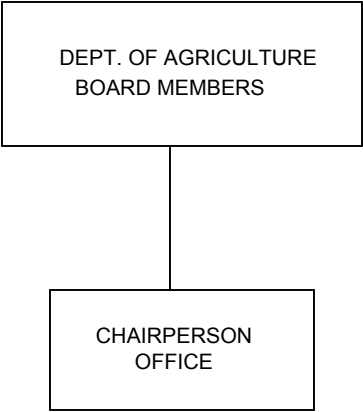 DEPT. OF AGRICULTURE
BOARD MEMBERS
CHAIRPERSON
OFFICE